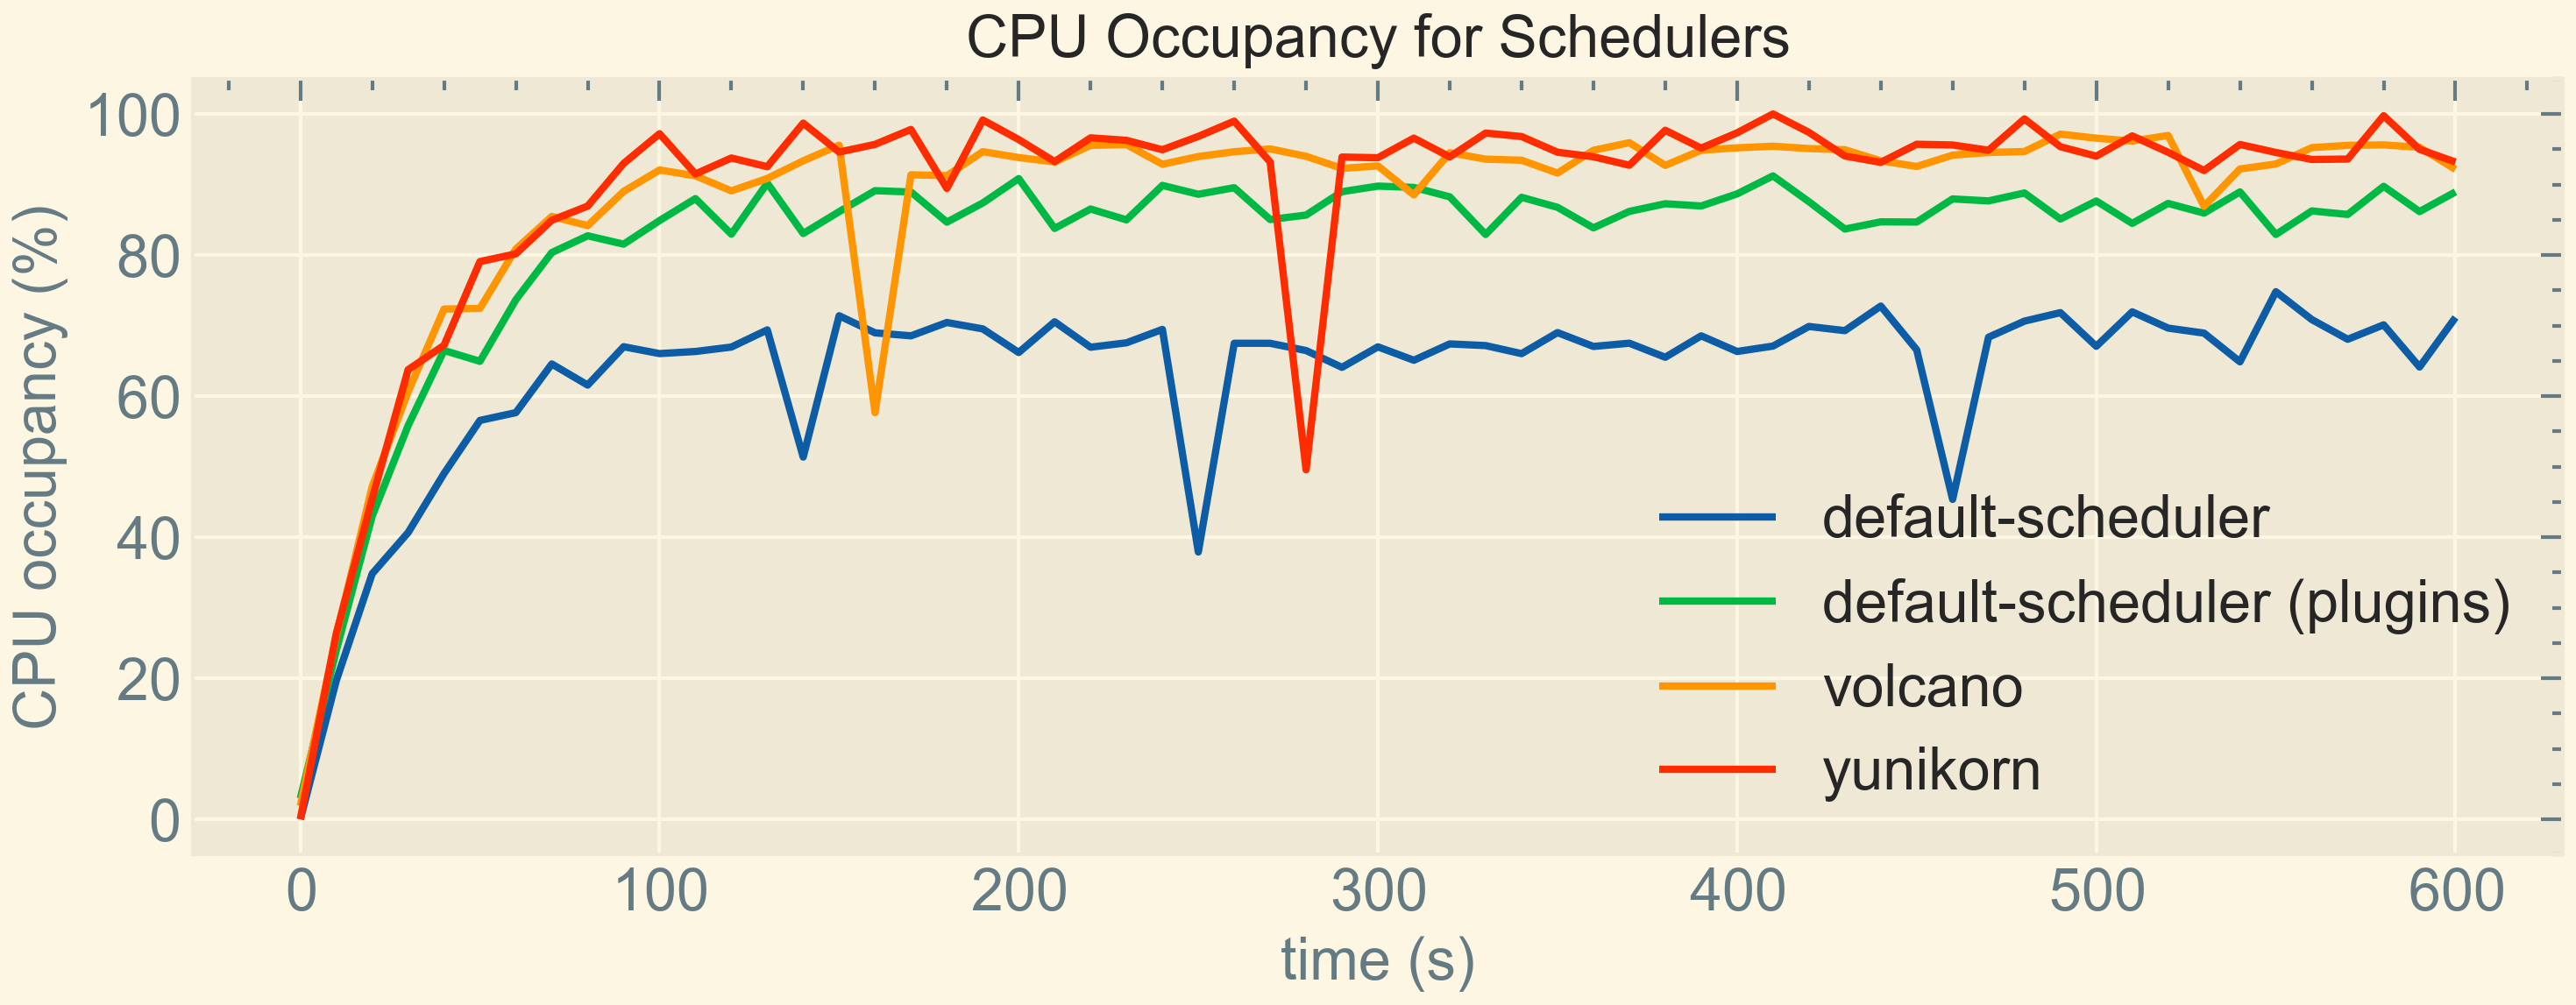 CPU Occupancy for Schedulers
CPU occupancy (%)
100
80
60
40
20
0
default-scheduler
default-scheduler (plugins)
volcano
yunikorn
0 100 200 300 400 500 600
time (s)